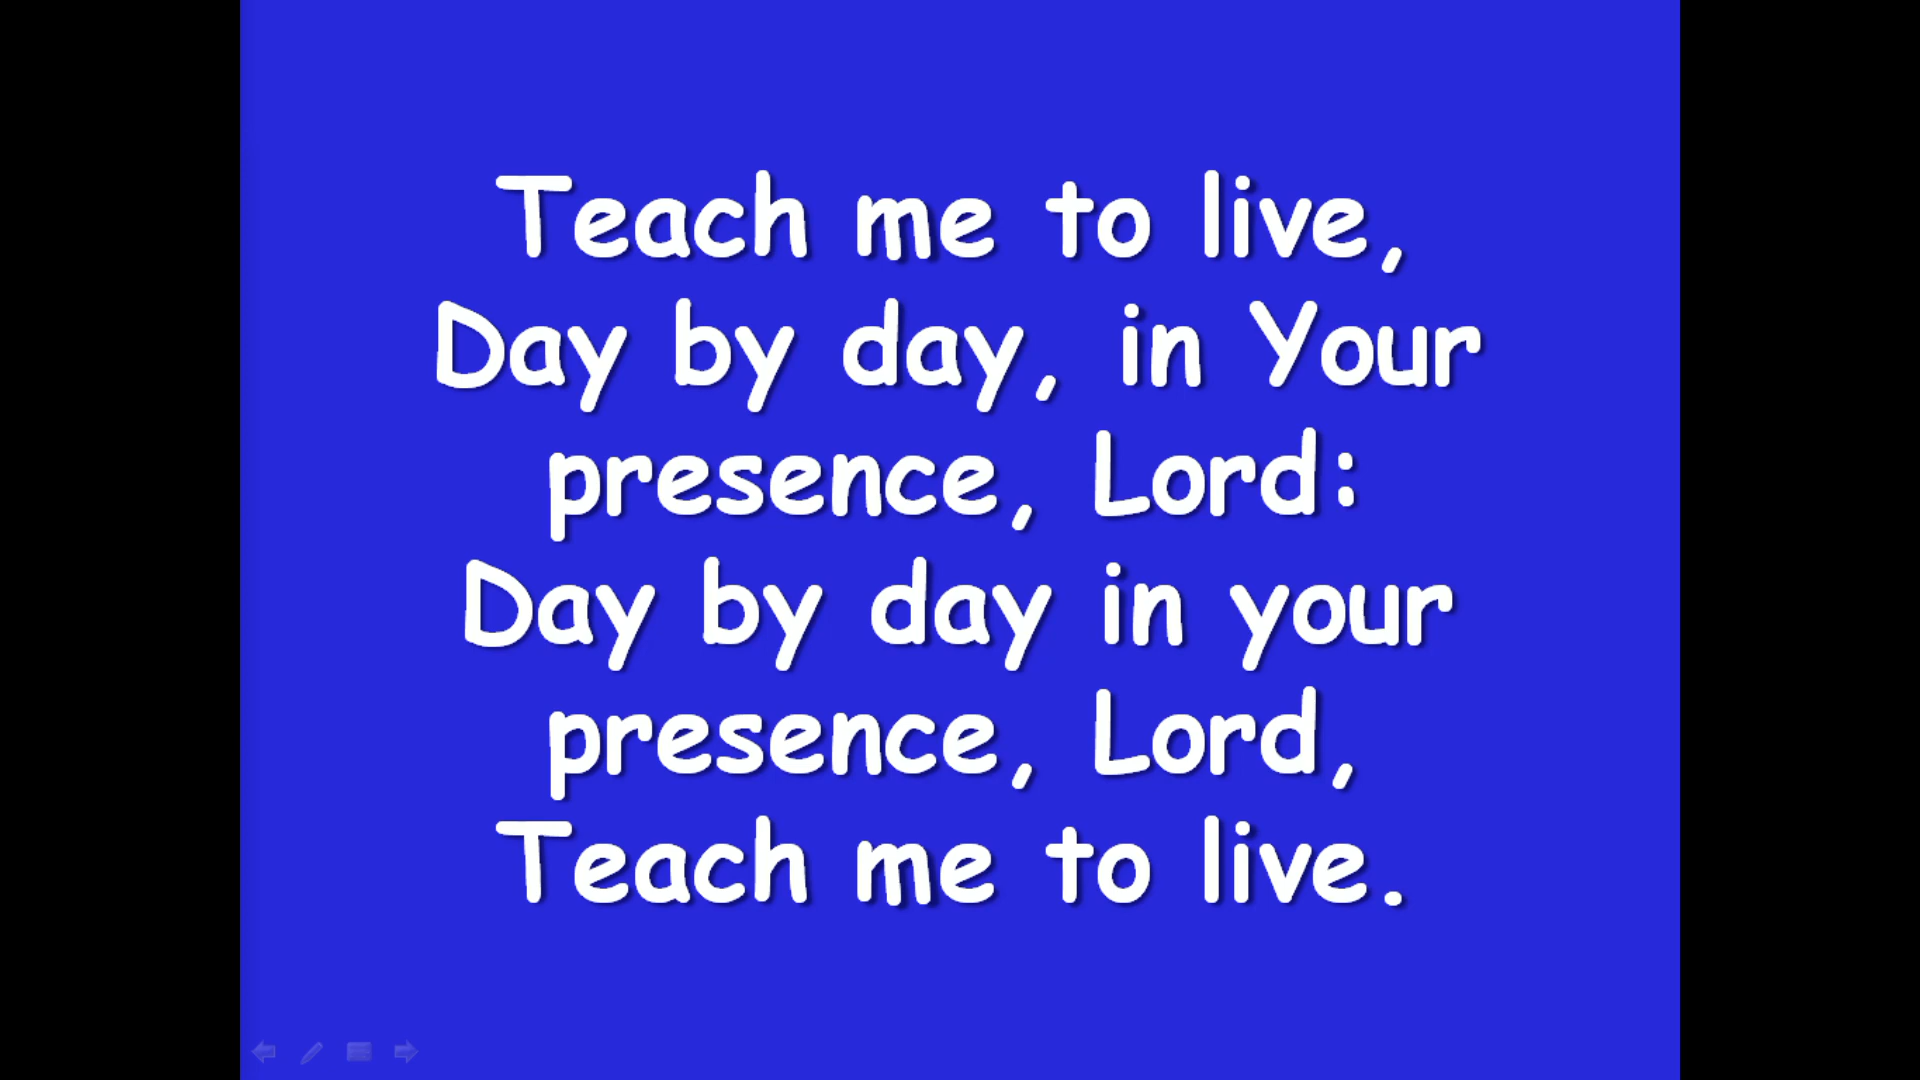 Teach me to live,
Day by day, in Your
presence, Lord:
Day by day in your
presence, Lord,
Teach me to live.